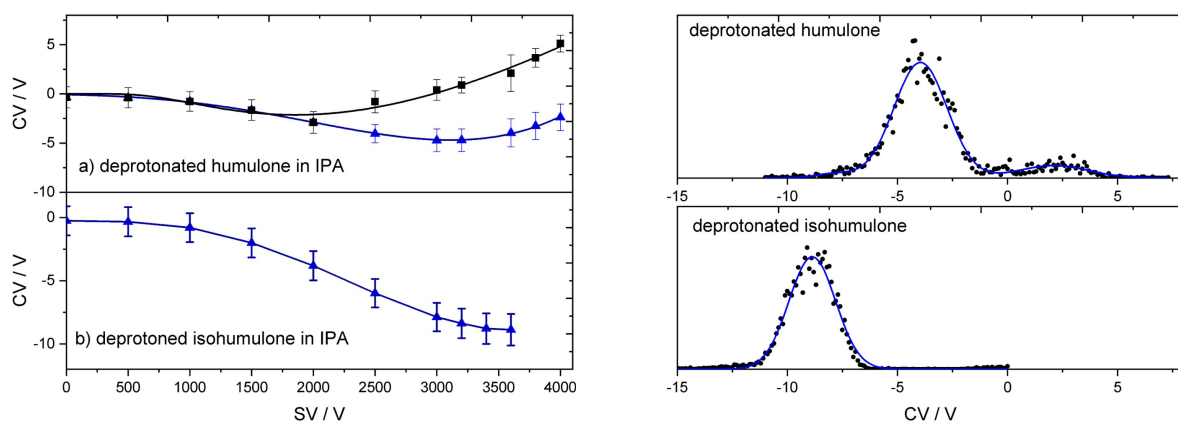 5
0
-5
-10
CV / V
a) deprotonated humulone in IPA
0
-5
-10
CV / V
b) deprotoned isohumulone in IPA
0 500 1000 1500 2000 2500 3000 3500 4000
SV / V
deprotonated humulone
-15 -10 -5 0 5
deprotonated isohumulone
-15 -10 -5 0 5
CV / V